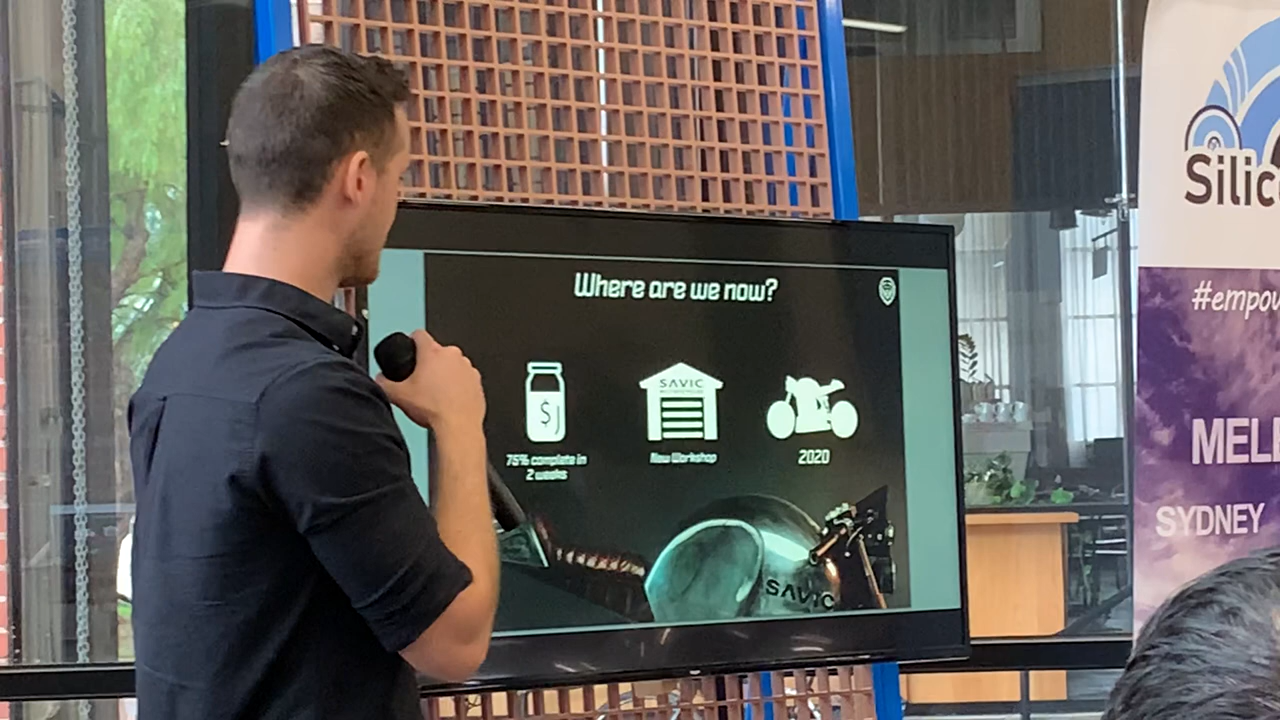 Where are we now?
SAVIC
$
75% complete in
2 weeks
New Workshop
2020
SAVIC
Silic
#empow
MEL
SYDNEY